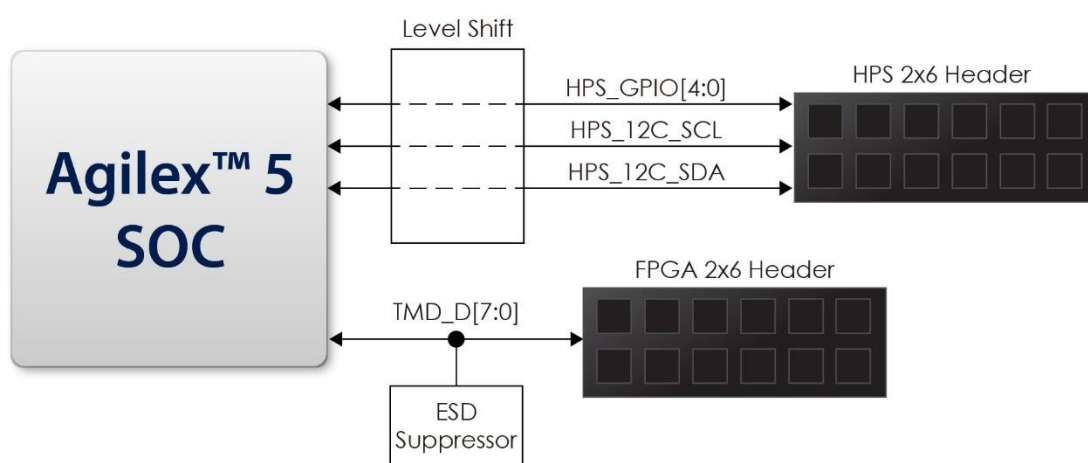 Level Shift
HPS_GPIO[4:0]
HPS 2x6 Header
HPS_12C_SCL
HPS_12C_SDA
Agilex™ 5
SOC
FPGA 2x6 Header
TMD_D[7:0]
ESD
Suppressor